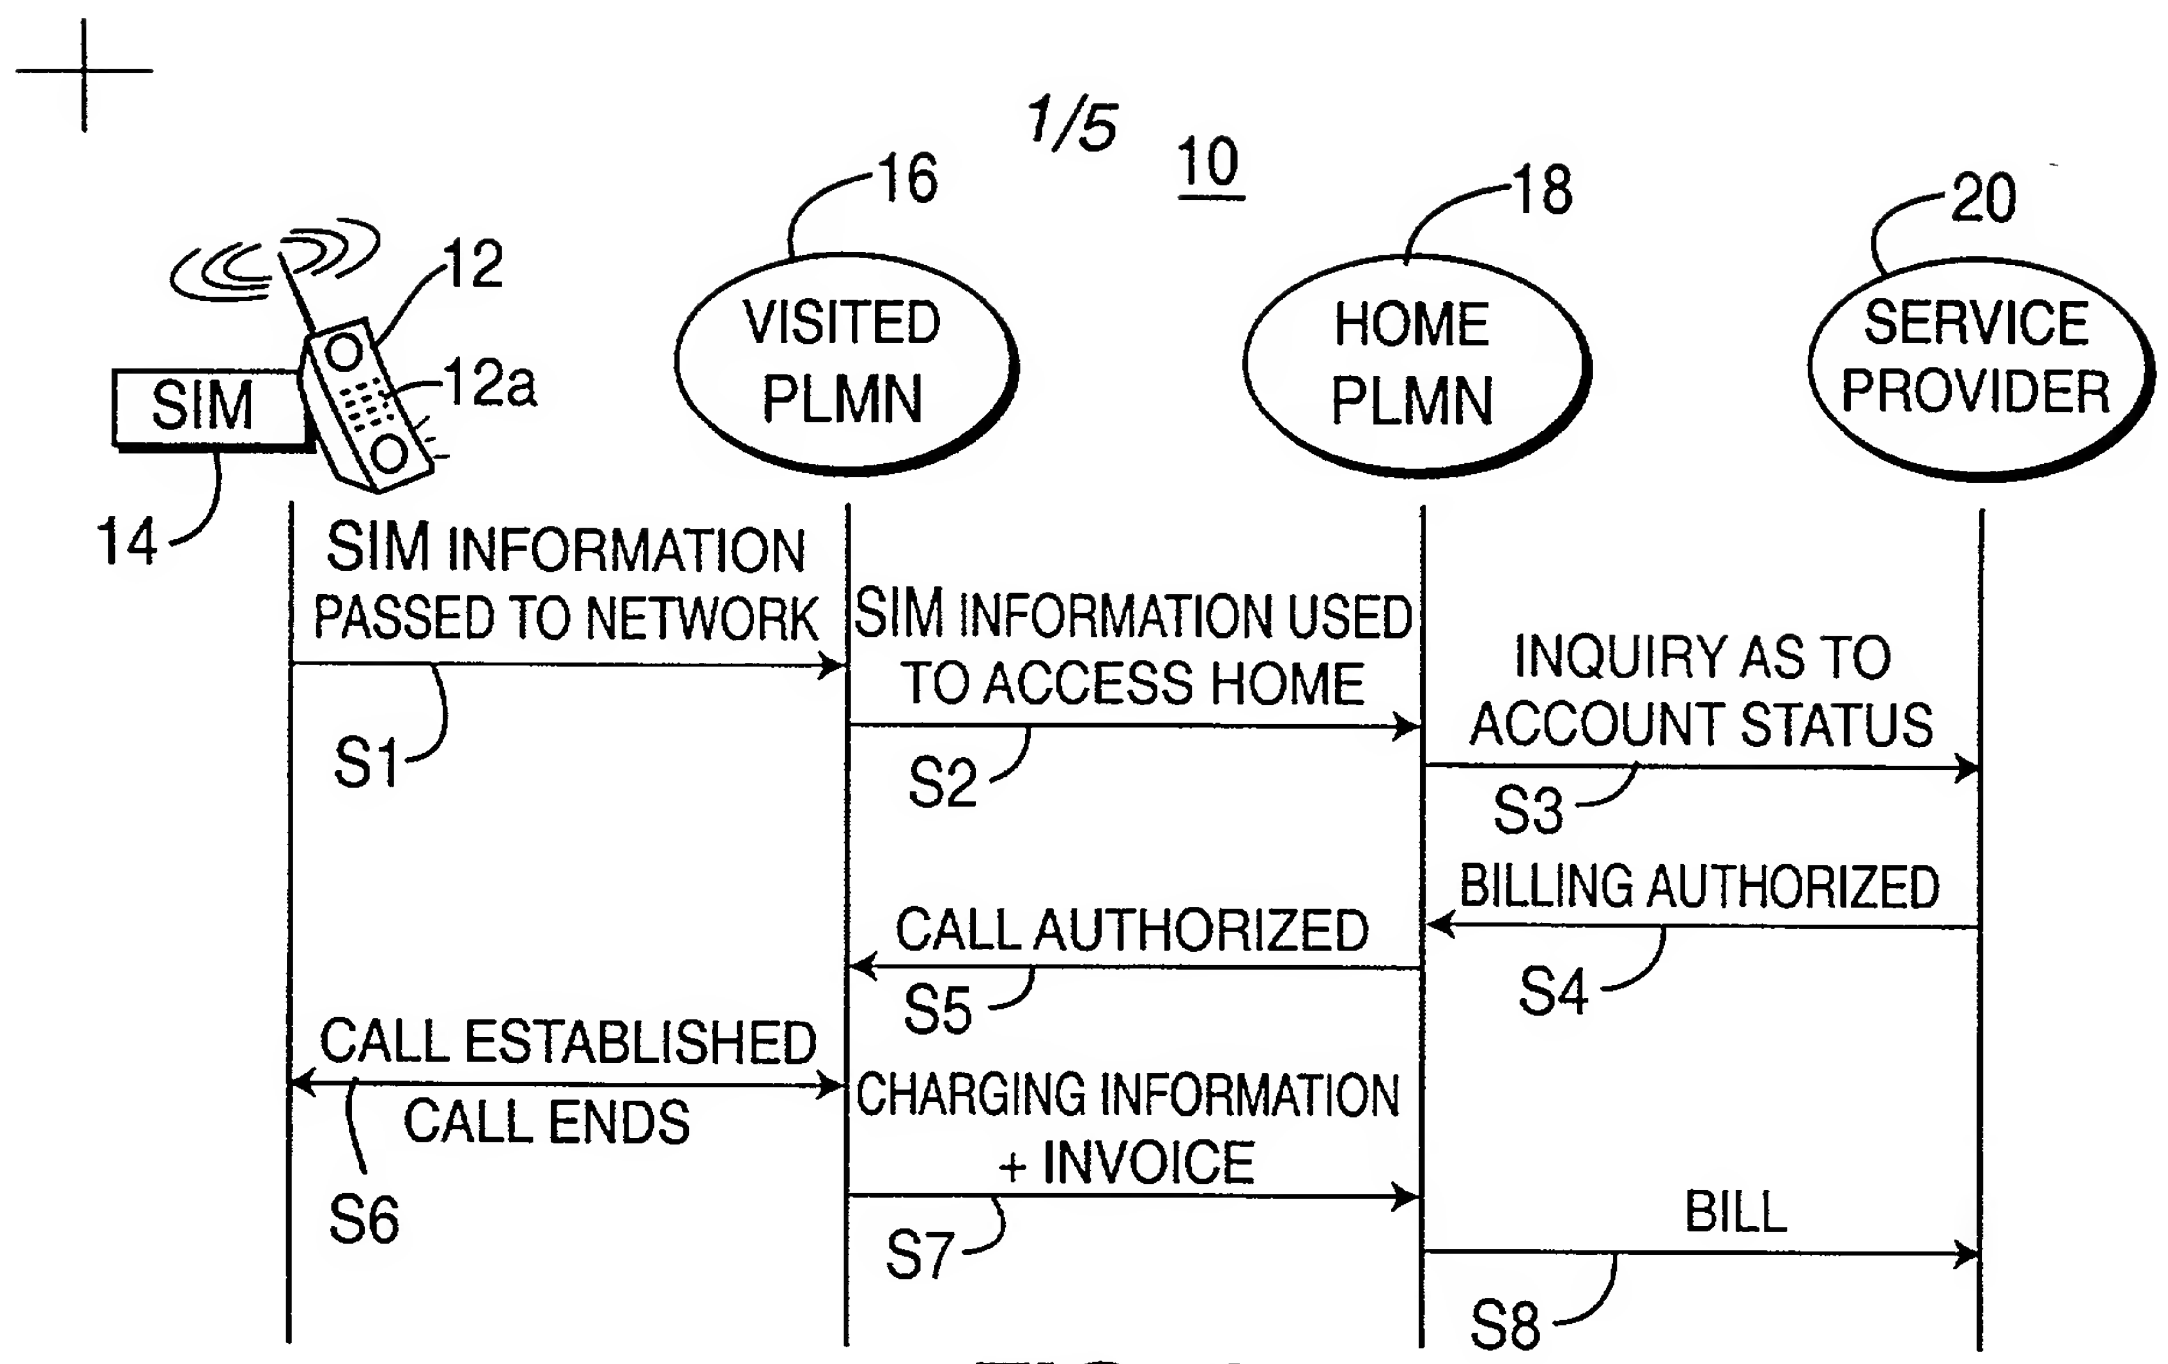 1/5
10
16
18
20
12
12a
VISITED
PLMN
HOME
PLMN
SERVICE
PROVIDER
SIM
14
SIM INFORMATION
PASSED TO NETWORK
S1
SIM INFORMATION USED
TO ACCESS HOME
S2
INQUIRY AS TO
ACCOUNT STATUS
S3
BILLING AUTHORIZED
S4
CALL AUTHORIZED
S5
CALL ESTABLISHED
CALL ENDS
S6
CHARGING INFORMATION
+ INVOICE
S7
BILL
S8